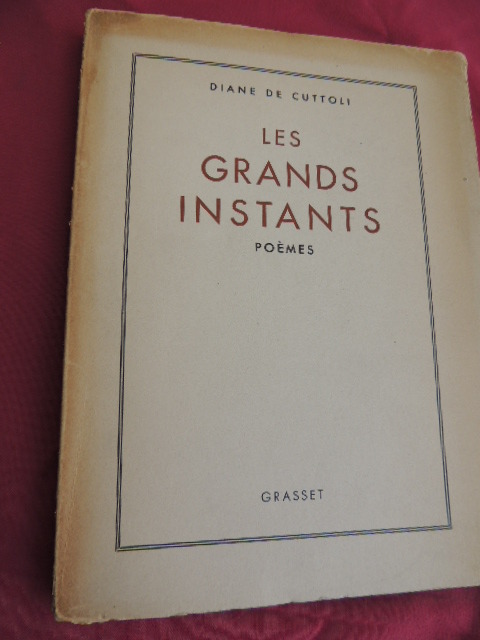 DIANE DE CUTTOLI
LES
GRANDS
INSTANTS
POÈMES
GRASSET